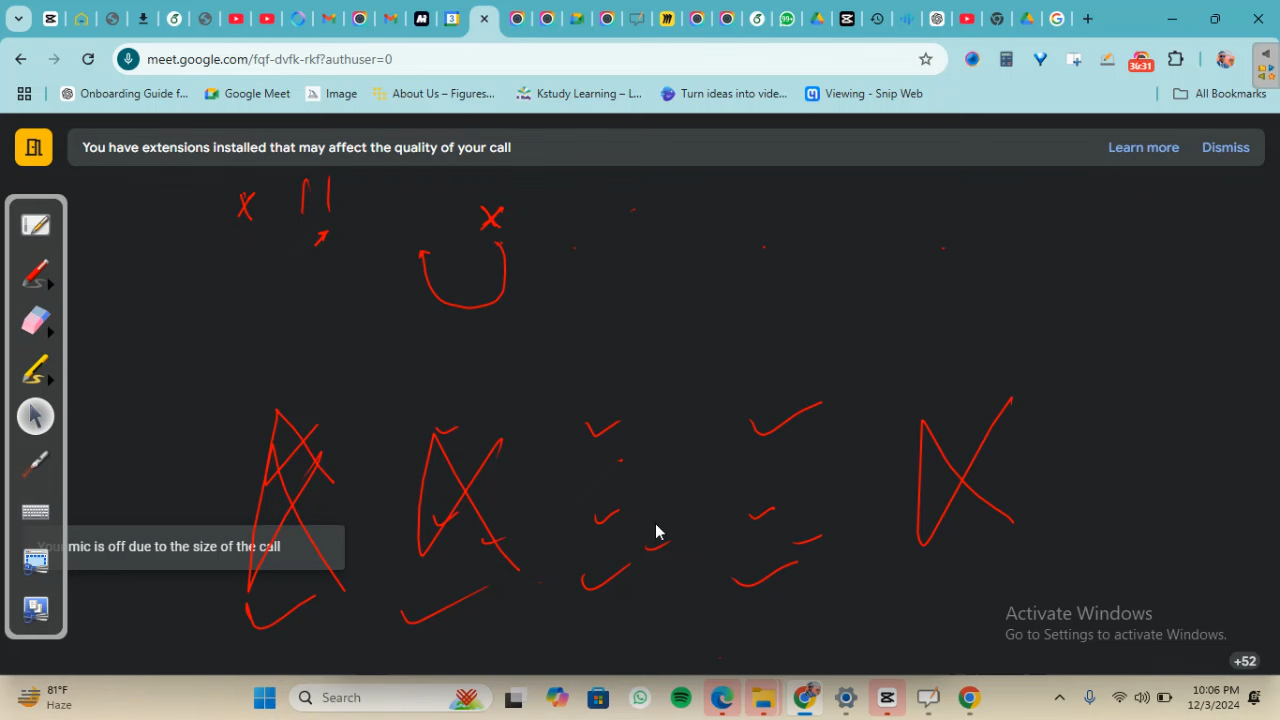 meet.google.com/fqf-dvfk-rkf?authuser=0
36:31
Onboarding Guide f...
Google Meet
Image
About Us – Figures...
Kstudy Learning – L...
Turn ideas into vide...
Viewing - Snip Web
All Bookmarks
You have extensions installed that may affect the quality of your call
Learn more
Dismiss
x
x
mic is off due to the size of the call
Activate Windows
Go to Settings to activate Windows.
+52
81°F
Haze
Search
10:06 PM
12/3/2024